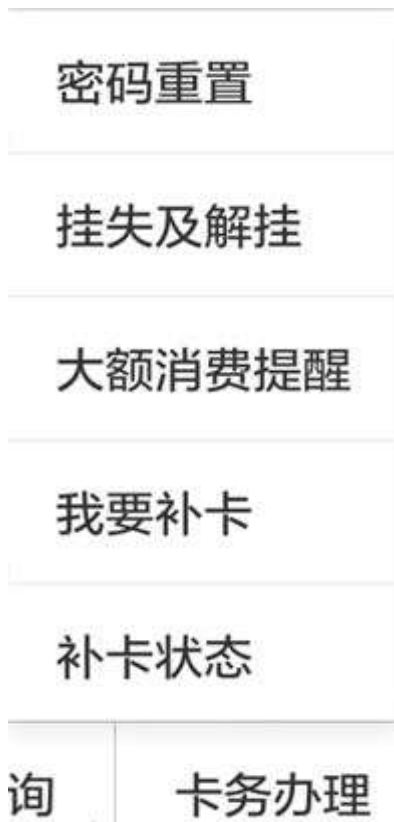 密码重置
挂失及解挂
大额消费提醒
我要补卡
补卡状态
询 卡务办理